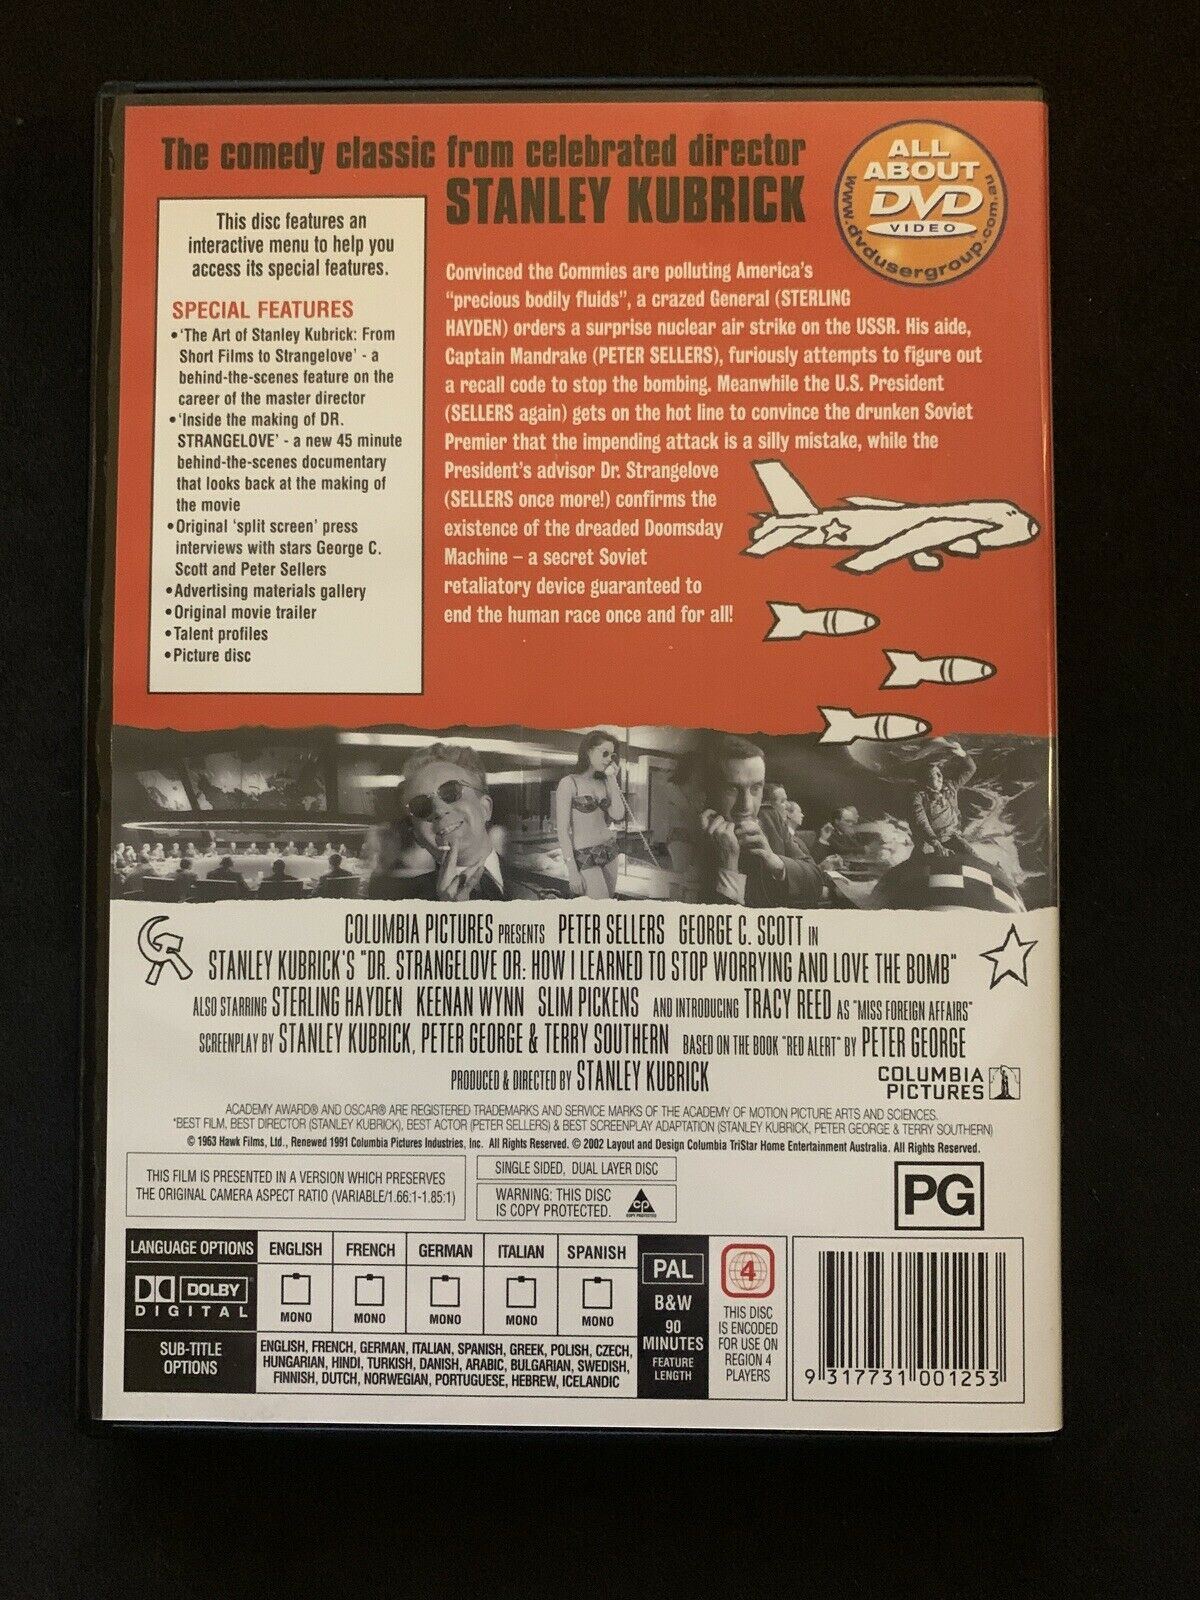 The comedy classic from celebrated director
STANLEY KUBRICK
ALL
ABOUT
DVD
VIDEO
www.dvdusergroup.com.au
This disc features an
interactive menu to help you
access its special features.
SPECIAL FEATURES
•'The Art of Stanley Kubrick: From
Short Films to Strangelove' - a
behind-the-scenes feature on the
career of the master director
•'Inside the making of DR.
STRANGELOVE' - a new 45 minute
behind-the-scenes documentary
that looks back at the making of
the movie
•Original 'split screen' press
interviews with stars George C.
Scott and Peter Sellers
•Advertising materials gallery
•Original movie trailer
•Talent profiles
•Picture disc
Convinced the Commies are polluting America's
"precious bodily fluids", a crazed General (STERLING
HAYDEN) orders a surprise nuclear air strike on the USSR. His aide,
Captain Mandrake (PETER SELLERS), furiously attempts to figure out
a recall code to stop the bombing. Meanwhile the U.S. President
(SELLERS again) gets on the hot line to convince the drunken Soviet
Premier that the impending attack is a silly mistake, while the
President's advisor Dr. Strangelove
(SELLERS once more!) confirms the
existence of the dreaded Doomsday
Machine – a secret Soviet
retaliatory device guaranteed to
end the human race once and for all!
COLUMBIA PICTURES PRESENTS PETER SELLERS GEORGE C. SCOTT IN
STANLEY KUBRICK'S "DR. STRANGELOVE OR: HOW I LEARNED TO STOP WORRYING AND LOVE THE BOMB"
ALSO STARRING STERLING HAYDEN KEENAN WYNN SLIM PICKENS AND INTRODUCING TRACY REED AS "MISS FOREIGN AFFAIRS"
SCREENPLAY BY STANLEY KUBRICK, PETER GEORGE & TERRY SOUTHERN BASED ON THE BOOK "RED ALERT" BY PETER GEORGE
PRODUCED & DIRECTED BY STANLEY KUBRICK
COLUMBIA
PICTURES
ACADEMY AWARD® AND OSCAR® ARE REGISTERED TRADEMARKS AND SERVICE MARKS OF THE ACADEMY OF MOTION PICTURE ARTS AND SCIENCES.
*BEST FILM, BEST DIRECTOR (STANLEY KUBRICK), BEST ACTOR (PETER SELLERS) & BEST SCREENPLAY ADAPTATION (STANLEY KUBRICK, PETER GEORGE & TERRY SOUTHERN)
© 1963 Hawk Films, Ltd., Renewed 1991 Columbia Pictures Industries, Inc. All Rights Reserved. © 2002 Layout and Design Columbia TriStar Home Entertainment Australia. All Rights Reserved.
THIS FILM IS PRESENTED IN A VERSION WHICH PRESERVES
THE ORIGINAL CAMERA ASPECT RATIO (VARIABLE/1.66:1-1.85:1)
SINGLE SIDED, DUAL LAYER DISC
WARNING: THIS DISC
IS COPY PROTECTED.
CP
COPY PROTECTED
PG
LANGUAGE OPTIONS
ENGLISH FRENCH GERMAN ITALIAN SPANISH
DOLBY
DIGITAL
MONO MONO MONO MONO MONO
SUB-TITLE
OPTIONS
ENGLISH, FRENCH, GERMAN, ITALIAN, SPANISH, GREEK, POLISH, CZECH,
HUNGARIAN, HINDI, TURKISH, DANISH, ARABIC, BULGARIAN, SWEDISH,
FINNISH, DUTCH, NORWEGIAN, PORTUGUESE, HEBREW, ICELANDIC
PAL
B&W
90
MINUTES
FEATURE
LENGTH
4
THIS DISC
IS ENCODED
FOR USE ON
REGION 4
PLAYERS
9 317731 001253